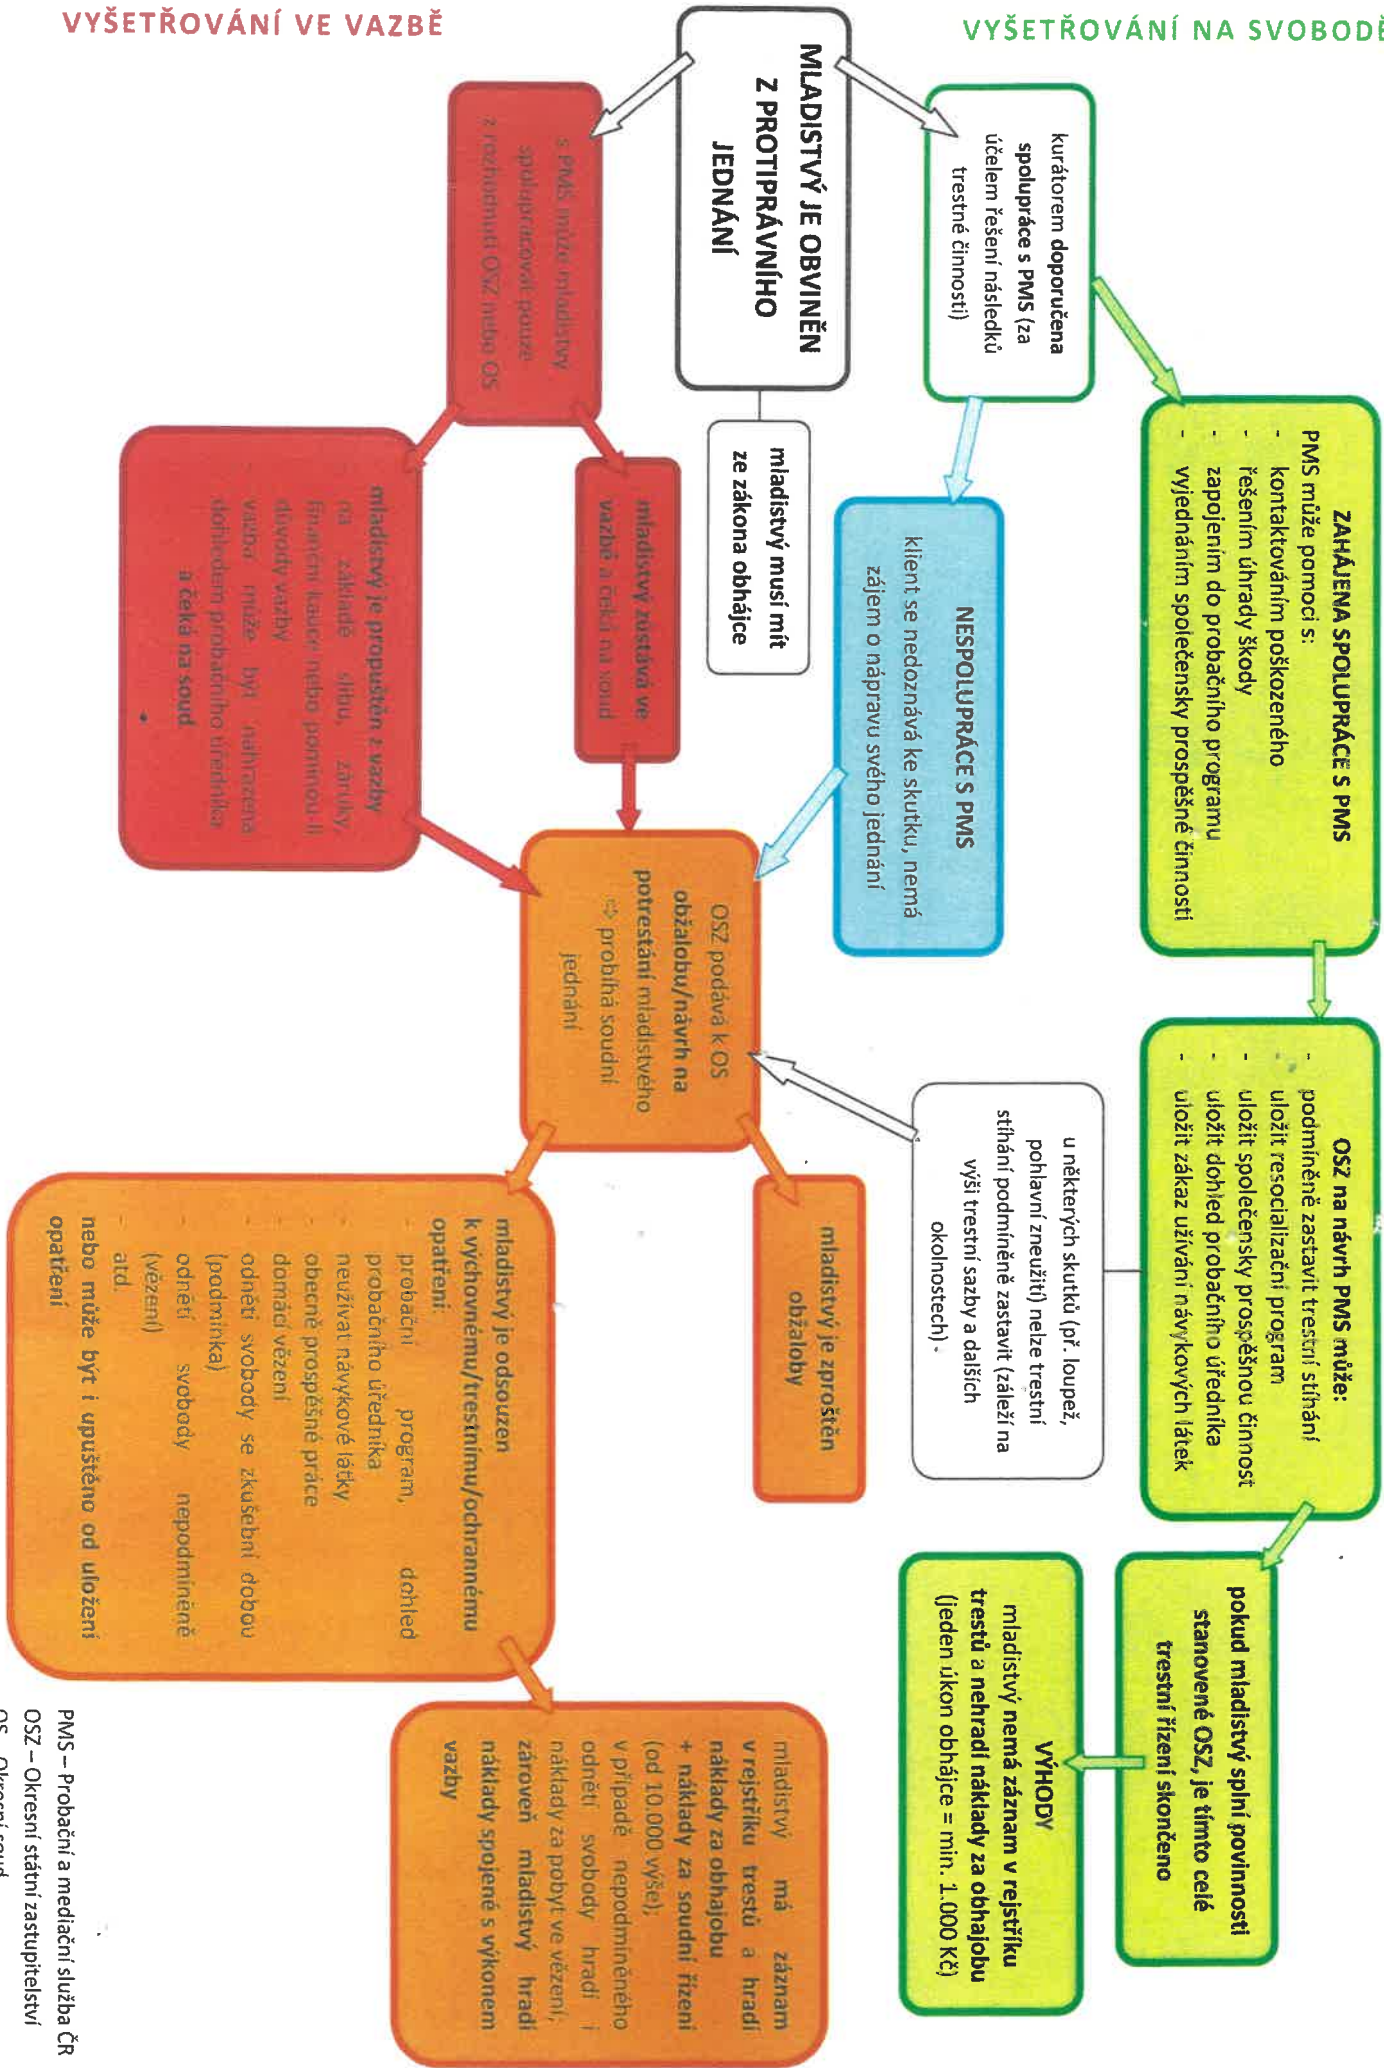 VYŠETŘOVÁNÍ VE VAZBĚ
VYŠETŘOVÁNÍ NA SVOBODĚ
MLADISTVÝ JE OBVINĚN
Z PROTIPRÁVNÍHO
JEDNÁNÍ
mladistvý musí mít
ze zákona obhájce
kurátorem doporučena
spolupráce s PMS (za
účelem řešení následků
trestné činnosti)
ZAHÁJENA SPOLUPRÁCE S PMS
PMS může pomoci s:
- kontaktováním poškozeného
- řešením úhrady škody
- zapojením do probačního programu
- vyjednáním společensky prospěšné činnosti
OSZ na návrh PMS může:
- podmíněně zastavit trestní stíhání
- uložit resocializační program
- uložit společensky prospěšnou činnost
- uložit dohled probačního úředníka
- uložit zákaz užívání návykových látek
pokud mladistvý splní povinnosti
stanovené OSZ, je tímto celé
trestní řízení skončeno
VÝHODY
mladistvý nemá záznam v rejstříku
trestů a nehradí náklady za obhajobu
(jeden úkon obhájce = min. 1.000 Kč)
u některých skutků (př. loupež,
pohlavní zneužití) nelze trestní
stíhání podmíněně zastavit (záleží na
výši trestní sazby a dalších
okolnostech) -
NESPOLUPRÁCE S PMS
klient se nedoznává ke skutku, nemá
zájem o nápravu svého jednání
s PMS může mladistvý
spolupracovat pouze
z rozhodnutí OSZ nebo OS
mladistvý zůstává ve
vazbě a čeká na soud
mladistvý je propuštěn z vazby
- na základě slibu, záruky,
finanční kauce nebo pominou-li
důvody vazby
- vazba může být nahrazena
dohledem probačního úředníka
a čeká na soud
OSZ podává k OS
obžalobu/návrh na
potrestání mladistvého
⇨ probíhá soudní
jednání
mladistvý je zproštěn
obžaloby
mladistvý je odsouzen
k výchovnému/trestnímu/ochrannému
opatření:
- probační program, dohled
probačního úředníka
- neužívat návykové látky
- obecně prospěšné práce
- domácí vězení
- odnětí svobody se zkušební dobou
(podmínka)
- odnětí svobody nepodmíněně
(vězení)
- atd.
nebo může být i upuštěno od uložení
opatření
mladistvý má záznam
v rejstříku trestů a hradí
náklady za obhajobu
+ náklady za soudní řízení
(od 10.000 výše),
v případě nepodmíněného
odnětí svobody hradí i
náklady za pobyt ve vězení,
zároveň mladistvý hradí
náklady spojené s výkonem
vazby
PMS – Probační a mediační služba ČR
OSZ – Okresní státní zastupitelství
OS – Okresní soud